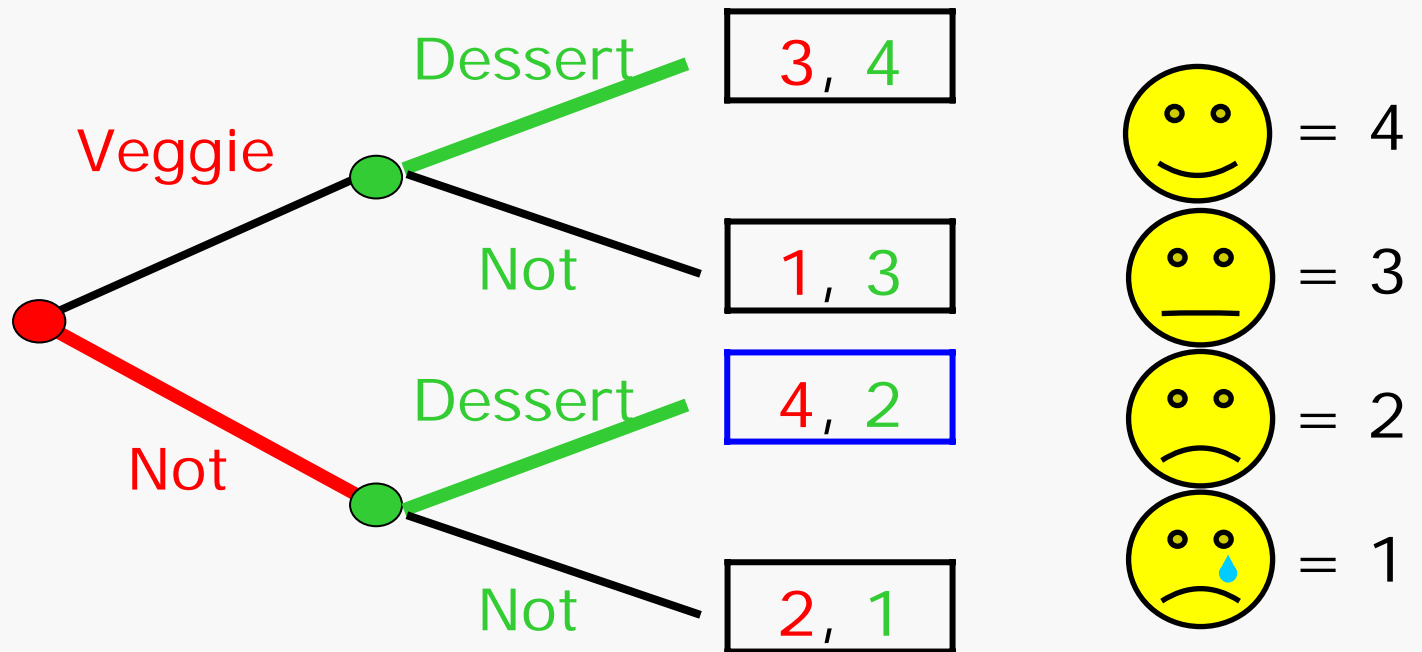 Dessert
3, 4
Veggie
Not
1, 3
Dessert
4, 2
Not
Not
2, 1
= 4
= 3
= 2
= 1